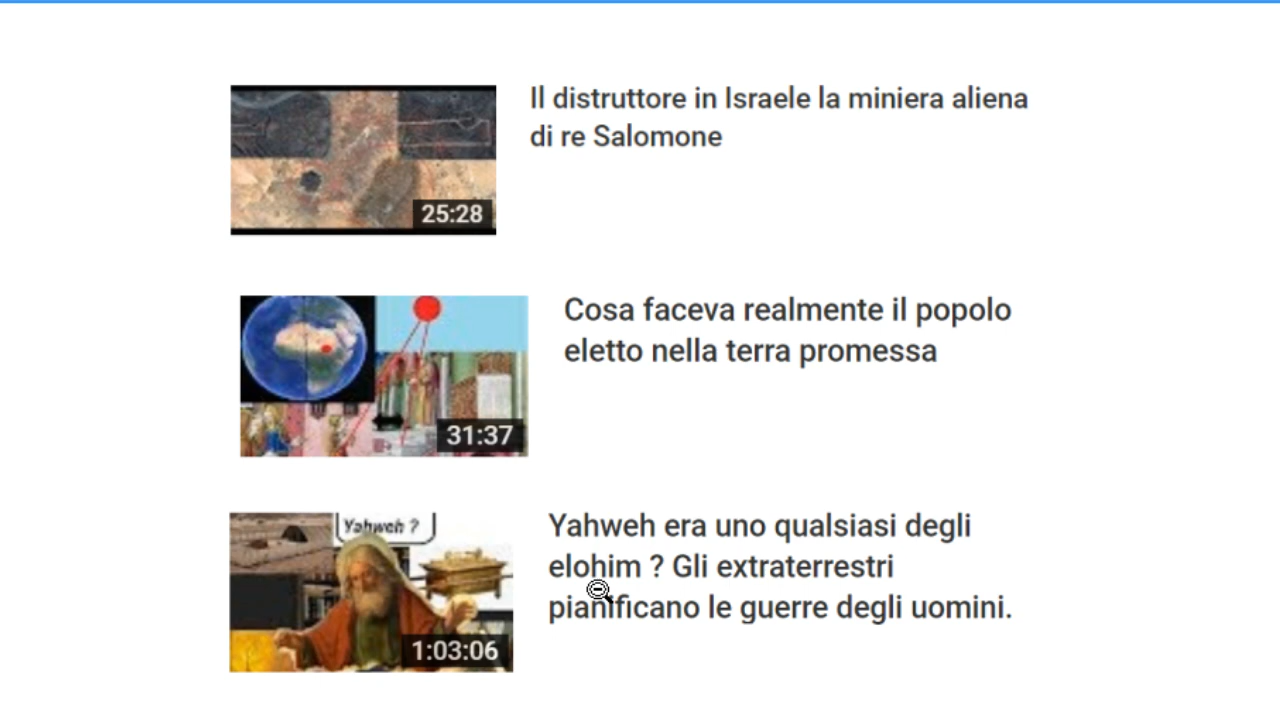 Il distruttore in Israele la miniera aliena
di re Salomone
25:28
Cosa faceva realmente il popolo
eletto nella terra promessa
31:37
Yahweh ?
Yahweh era uno qualsiasi degli
elohim ? Gli extraterrestri
pianificano le guerre degli uomini.
1:03:06